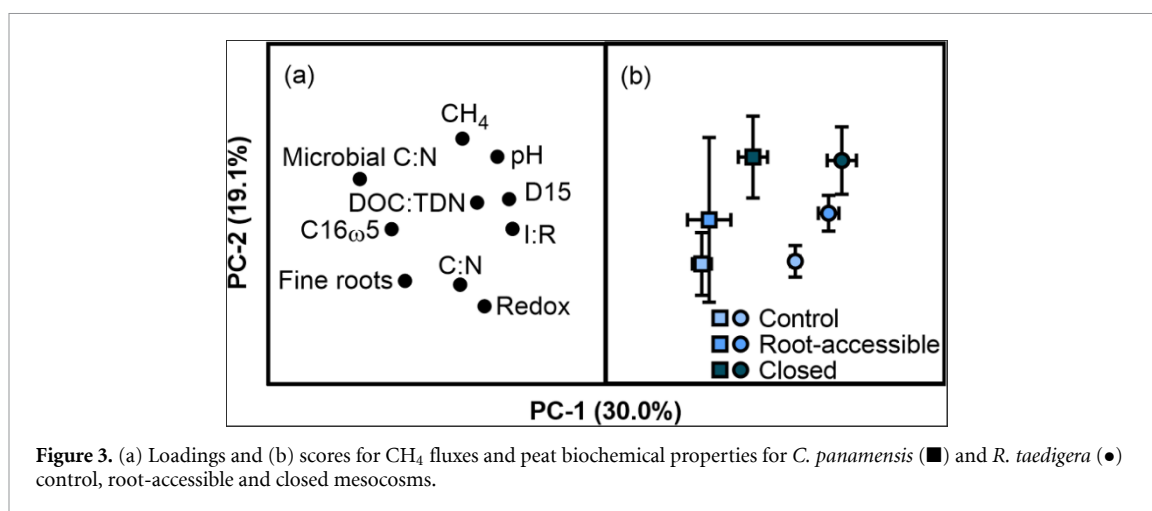 (a)
CH₄
Microbial C:N
pH
DOC:TDN
D15
C16ω5
I:R
Fine roots
C:N
Redox
PC-2 (19.1%)
(b)
Control
Root-accessible
Closed
PC-1 (30.0%)
Figure 3. (a) Loadings and (b) scores for CH₄ fluxes and peat biochemical properties for C. panamensis (■) and R. taedigera (●)
control, root-accessible and closed mesocosms.